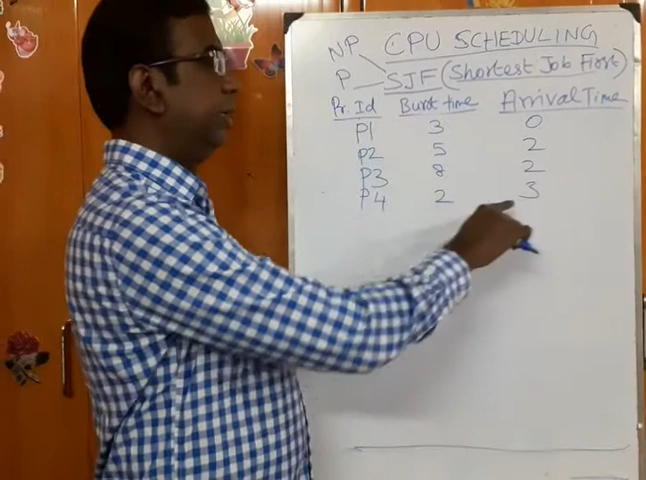 NP CPU SCHEDULING
P SJF (Shortest Job First)
Pr. Id Burst time Arrival Time
P1 3 0
P2 5 2
P3 8 2
P4 2 3